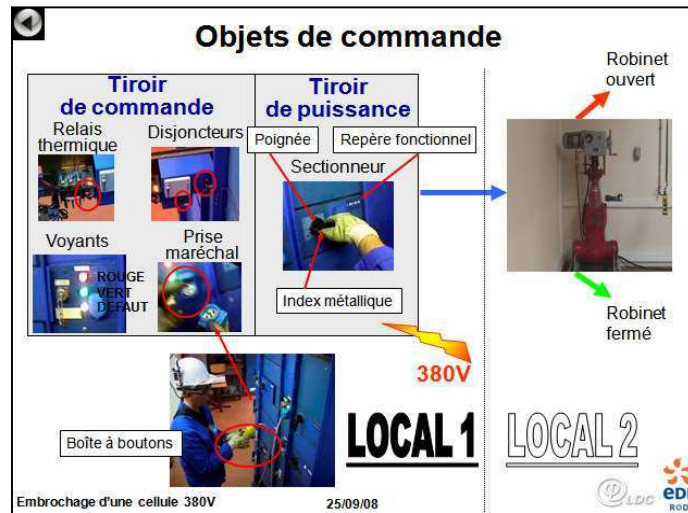 Objets de commande
Tiroir
de commande
Relais
thermique
Disjoncteurs
Voyants
ROUGE
VERT
DEFAUT
Prise
maréchal
Tiroir
de puissance
Poignée
Repère fonctionnel
Sectionneur
Index métallique
380V
Robinet
ouvert
Robinet
fermé
Boîte à boutons
LOCAL 1
LOCAL 2
Embrochage d'une cellule 380V
25/09/08
LDC